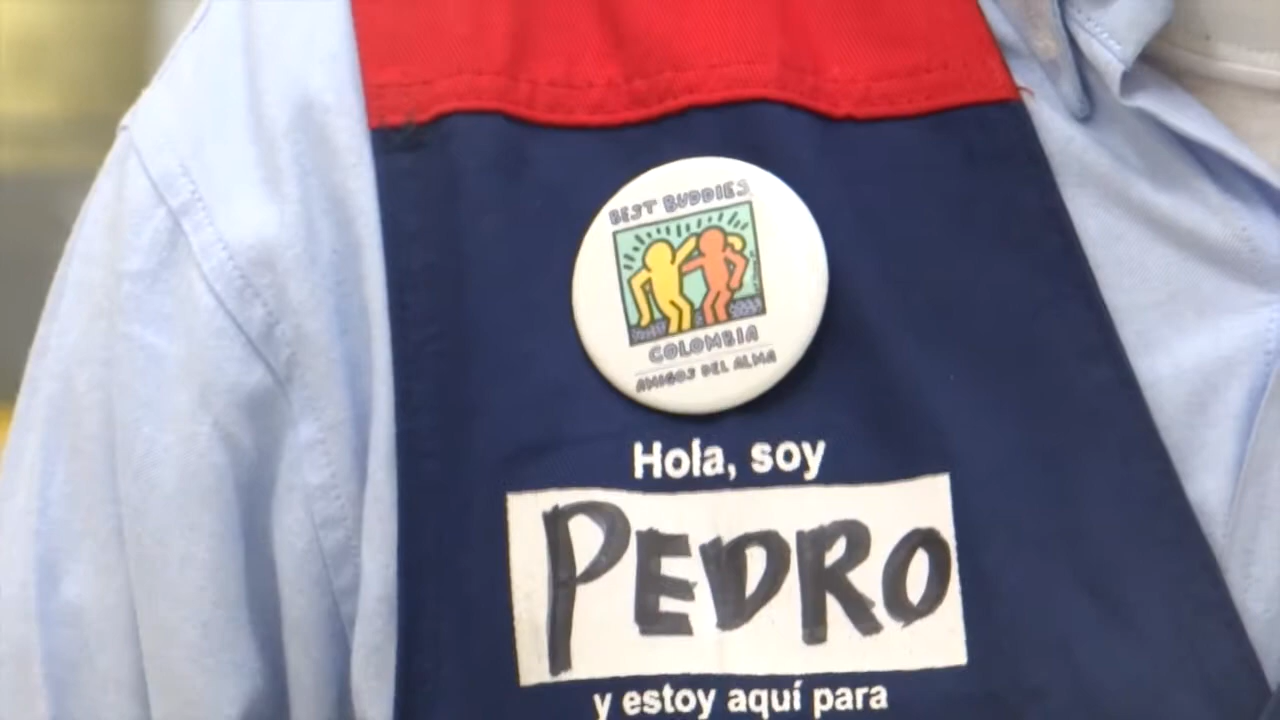 BEST BUDDIES
COLOMBIA
AMIGOS DEL ALMA
Hola, soy
PEDRO
y estoy aquí para